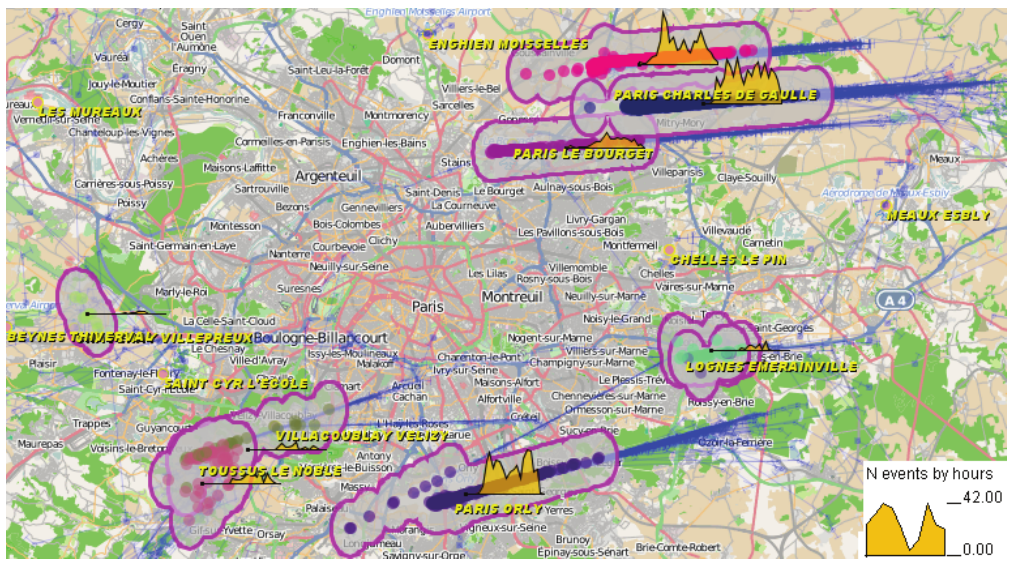 Enghien Moisselles Airport
Cergy
Saint
Ouen
l'Aumône
Vauréal
Domont
ENGHIEN MOISSELLES
Éragny
Saint-Leu-la-Forêt
Jouy-le-Moutier
Villiers-le-Bel
Conflans-Sainte-Honorine
Sarcelles
PARIS CHARLES DE GAULLE
LES MUREAUX
Verneuil-sur-Seine
Franconville
Montmorency
Mitry-Mory
Chanteloup-les-Vignes
Cormeilles-en-Parisis
Enghien-les-Bains
Achères
Maisons-Laffitte
Stains
PARIS LE BOURGET
Meaux
Argenteuil
Villeparisis
Claye-Souilly
Carrières-sous-Poissy
Sartrouville
Saint-Denis
Le Bourget
Aulnay-sous-Bois
Aérodrome de Meaux-Esbly
Poissy
Bezons
Gennevilliers
La Courneuve
MEAUX ESBLY
Montesson
Bois-Colombes
Aubervilliers
Livry-Gargan
Les Pavillons-sous-Bois
Villevaudé
Saint-Germain-en-Laye
Courbevoie
Clichy
Montfermeil
Carnetin
Nanterre
CHELLES LE PIN
Neuilly-sur-Seine
Les Lilas
Villemomble
Chelles
Rosny-sous-Bois
Vaires-sur-Marne
Marly-le-Roi
Suresnes
Montreuil
Neuilly-sur-Marne
A 4
Paris
La Celle-Saint-Cloud
Noisy-le-Grand
BEYNES THIVERVAL
VILLEPREUX
Boulogne-Billancourt
Nogent-sur-Marne
Le Chesnay
Issy-les-Moulineaux
Charenton-le-Pont
Villiers-sur-Marne
Plaisir
Ville-d'Avray
Malakoff
Ivry-sur-Seine
Champigny-sur-Marne
LOGNES EMERAINVILLE
Fontenay-le-Fl
SAINT CYR L'ECOLE
Maisons-Alfort
Le Plessis-Trév
Saint-Cyr-l'École
Arcueil
Cachan
Alfortville
Chennevières-sur-Marne
Roissy-en-Brie
Créteil
Ormesson-sur-Marne
Trappes
Guyancourt
L'Haÿ-les-Roses
Sucy-en-Brie
Maurepas
Voisins-le-Breton
VILLACOUBLAY VELIZY
Ozoir-la-Ferrière
Antony
TOUSSUS LE NOBLE
Massy
Palaiseau
PARIS ORLY
Yerres
Gif-sur-Yvette
Orsay
Longjumeau
Brunoy
Savigny-sur-Orge
Épinay-sous-Sénart
Brie-Comte-Robert
N events by hours
42.00
0.00